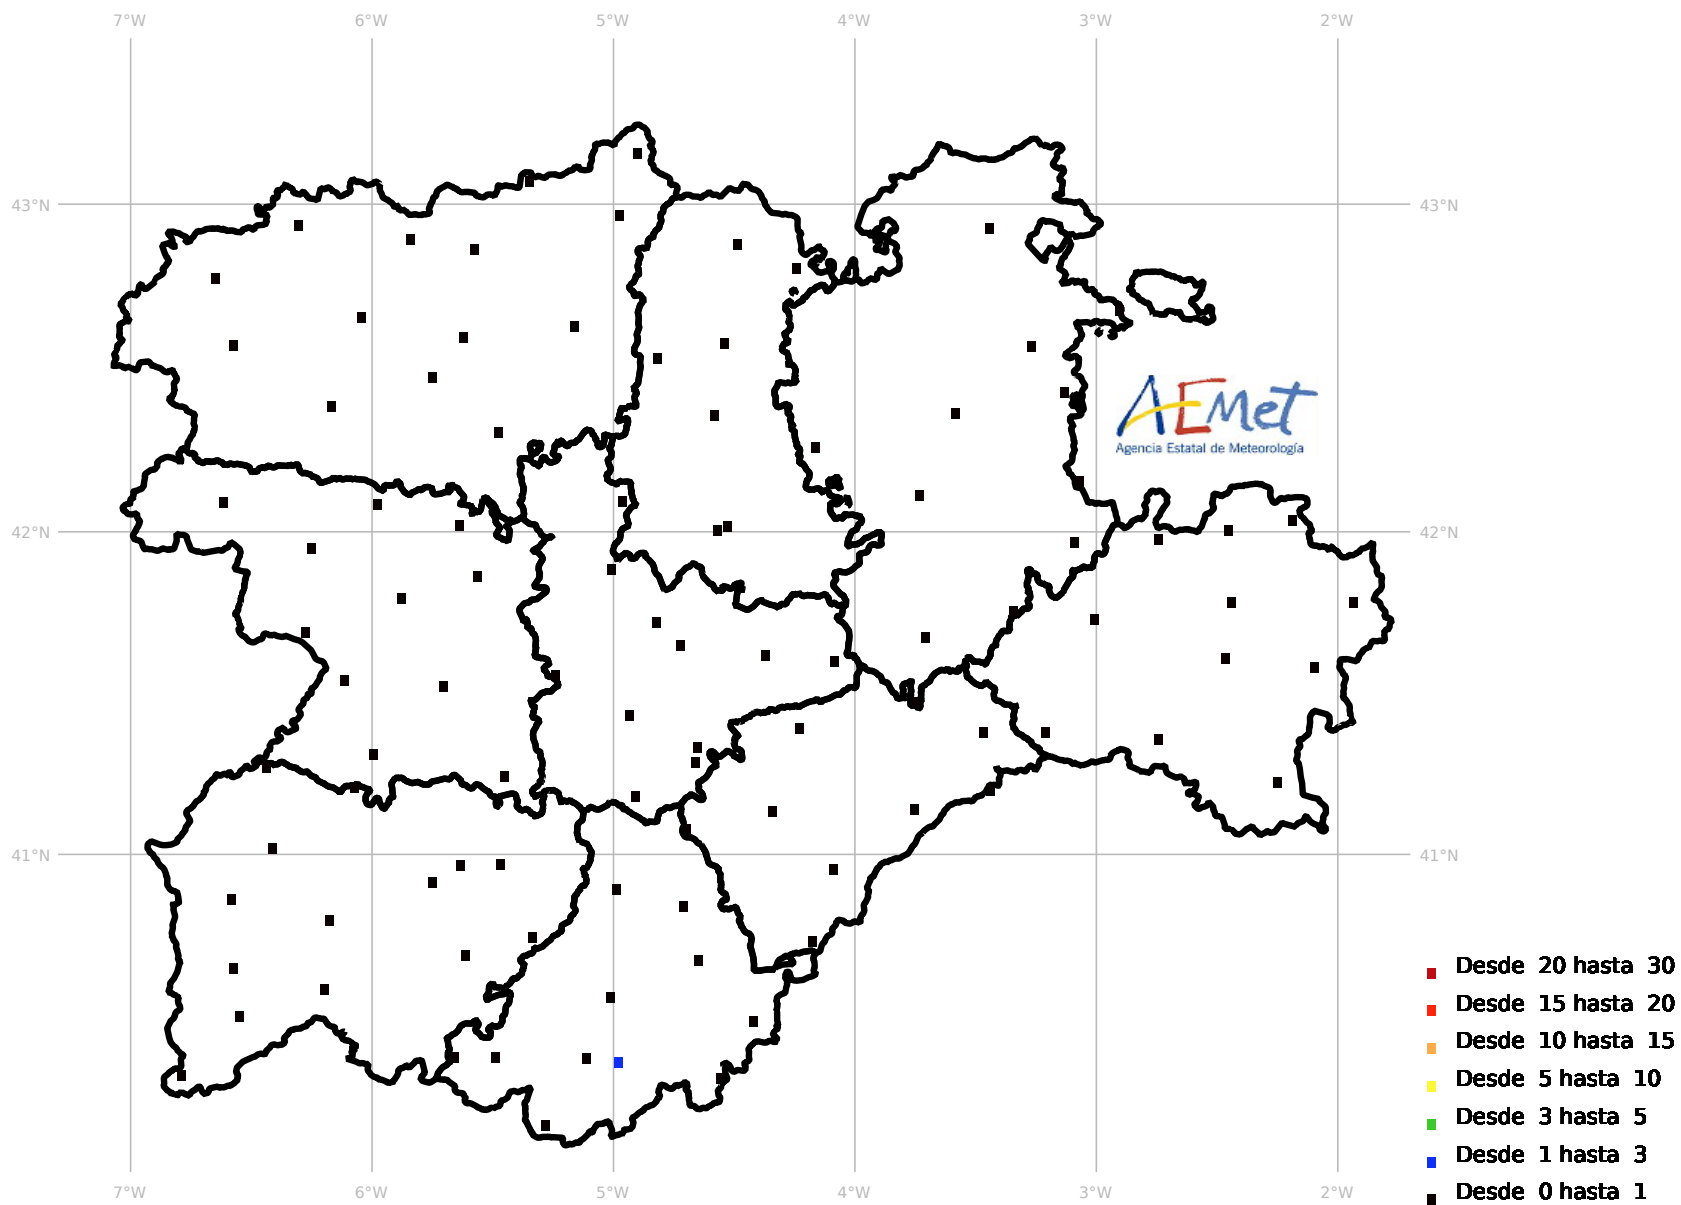 7°W 6°W 5°W 4°W 3°W 2°W
43°N 43°N
AEMet
Agencia Estatal de Meteorología
42°N 42°N
41°N 41°N
Desde 20 hasta 30
Desde 15 hasta 20
Desde 10 hasta 15
Desde 5 hasta 10
Desde 3 hasta 5
Desde 1 hasta 3
Desde 0 hasta 1
7°W 6°W 5°W 4°W 3°W 2°W